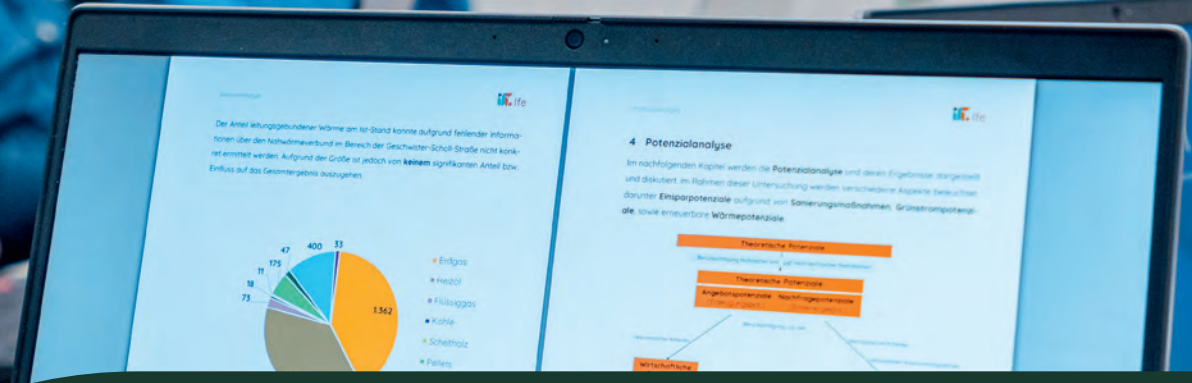 ife
Der Anteil leitungsgebundener Wärme am Ist-Stand konnte aufgrund fehlender informa-
tionen über den Nahwärmeverbund im Bereich der Geschwister-Scholl-Straße nicht konk-
ret ermittelt werden. Aufgrund der Größe ist jedoch von keinem signifikanten Anteil bzw.
Einfluss auf das Gesamtergebnis auszugehen.
33
400
47
175
11
18
73
1.362
Erdgas
Heizöl
Flüssiggas
Kohle
Scheitholz
Pellets
ife
4 Potenzialanalyse
Im nachfolgenden Kapitel werden die Potenzialanalyse und deren Ergebnisse dargestellt
und diskutiert. Im Rahmen dieser Untersuchung werden verschiedene Aspekte beleuchtet
darunter Einsparpotenziale aufgrund von Sanierungsmaßnahmen, Grünstrompotenzi-
ale, sowie erneuerbare Wärmepotenziale.
Theoretische Potenziale
Theoretische Potenziale
Angebotspotenziale Nachfragepotenziale
Wirtschaftliche